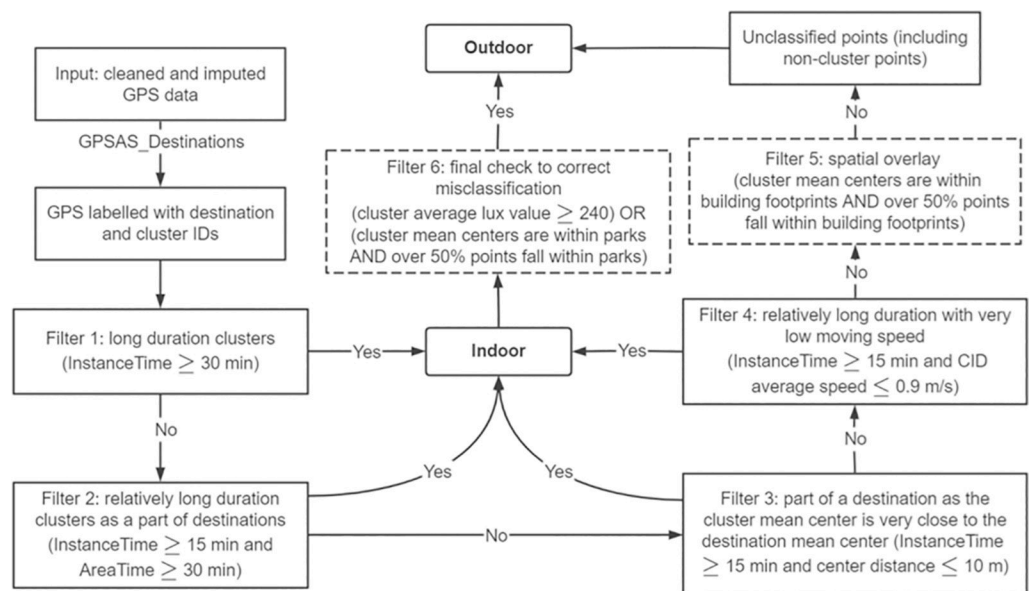 Input: cleaned and imputed
GPS data
GPSAS_Destinations
GPS labelled with destination
and cluster IDs
Filter 1: long duration clusters
(InstanceTime ≥ 30 min)
Yes
No
Filter 2: relatively long duration
clusters as a part of destinations
(InstanceTime ≥ 15 min and
AreaTime ≥ 30 min)
Yes
No
Filter 3: part of a destination as the
cluster mean center is very close to the
destination mean center (InstanceTime
≥ 15 min and center distance ≤ 10 m)
Yes
No
Filter 4: relatively long duration with very
low moving speed
(InstanceTime ≥ 15 min and CID
average speed ≤ 0.9 m/s)
Yes
No
Filter 5: spatial overlay
(cluster mean centers are within
building footprints AND over 50% points
fall within building footprints)
No
Unclassified points (including
non-cluster points)
Indoor
Filter 6: final check to correct
misclassification
(cluster average lux value ≥ 240) OR
(cluster mean centers are within parks
AND over 50% points fall within parks)
Yes
Outdoor